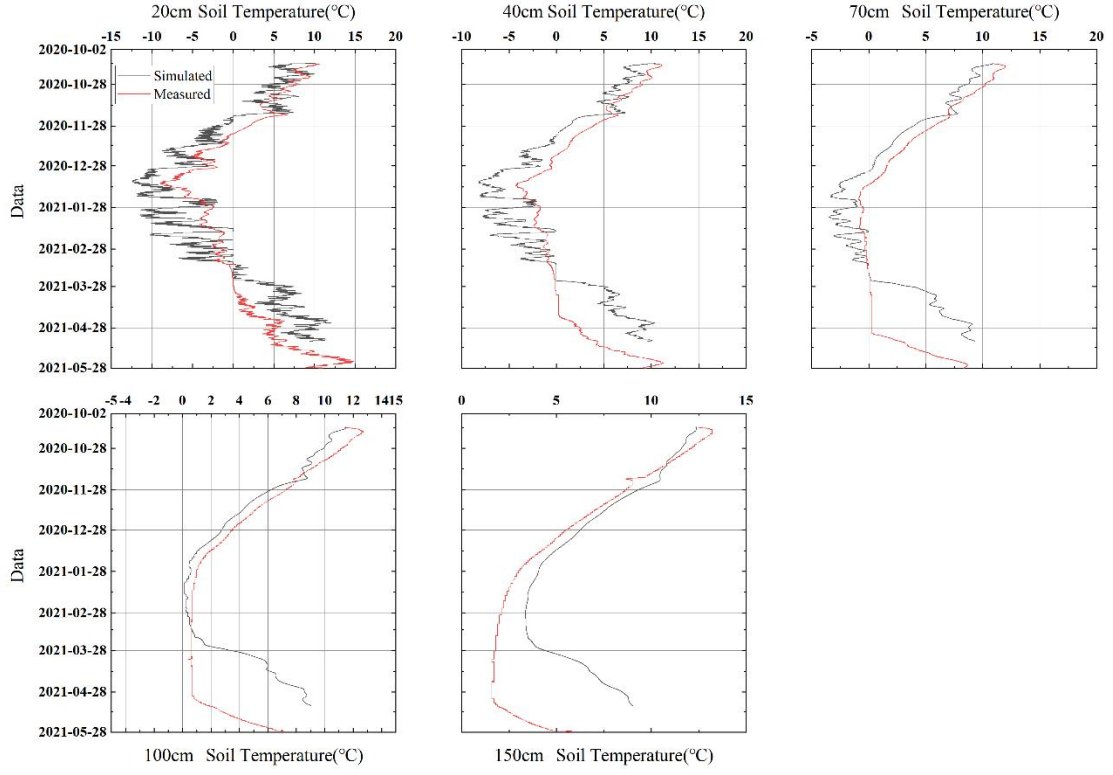 20cm Soil Temperature(°C)
40cm Soil Temperature(°C)
70cm Soil Temperature(°C)
-15 -10 -5 0 5 10 15 20
-15 -10 -5 0 5 10 15 20
-5 0 5 10 15 20
2020-10-02
2020-10-28
2020-11-28
2020-12-28
2021-01-28
2021-02-28
2021-03-28
2021-04-28
2021-05-28
Data
Simulated
Measured
-5 -4 -2 0 2 4 6 8 10 12 14 15
0 5 10 15
2020-10-02
2020-10-28
2020-11-28
2020-12-28
2021-01-28
2021-02-28
2021-03-28
2021-04-28
2021-05-28
Data
100cm Soil Temperature(°C)
150cm Soil Temperature(°C)